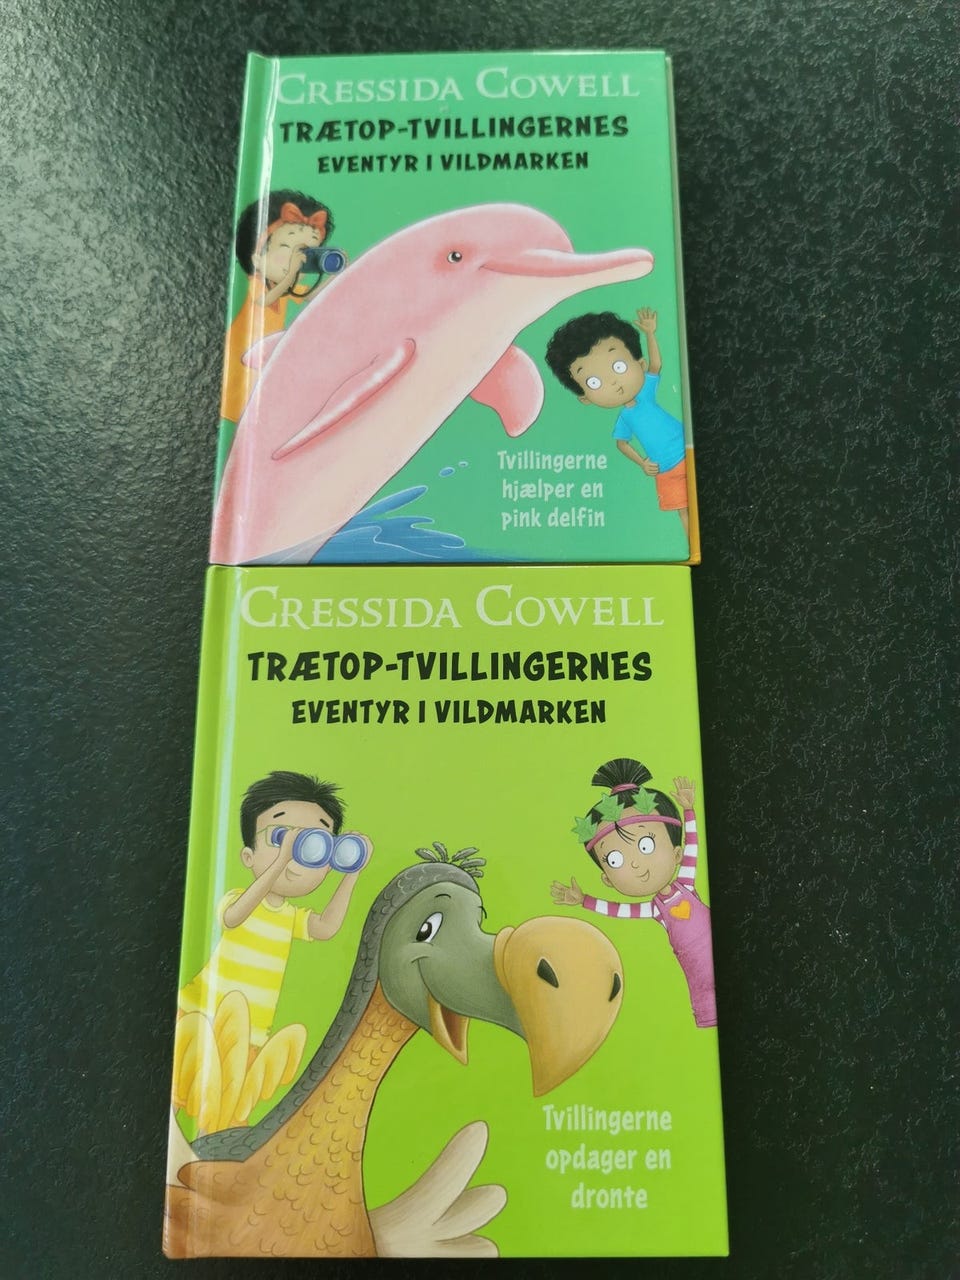 CRESSIDA COWELL
TRÆTOP-TVILLINGERNES
EVENTYR I VILDMARKEN
Tvillingerne
hjælper en
pink delfin
CRESSIDA COWELL
TRÆTOP-TVILLINGERNES
EVENTYR I VILDMARKEN
Tvillingerne
opdager en
dronte